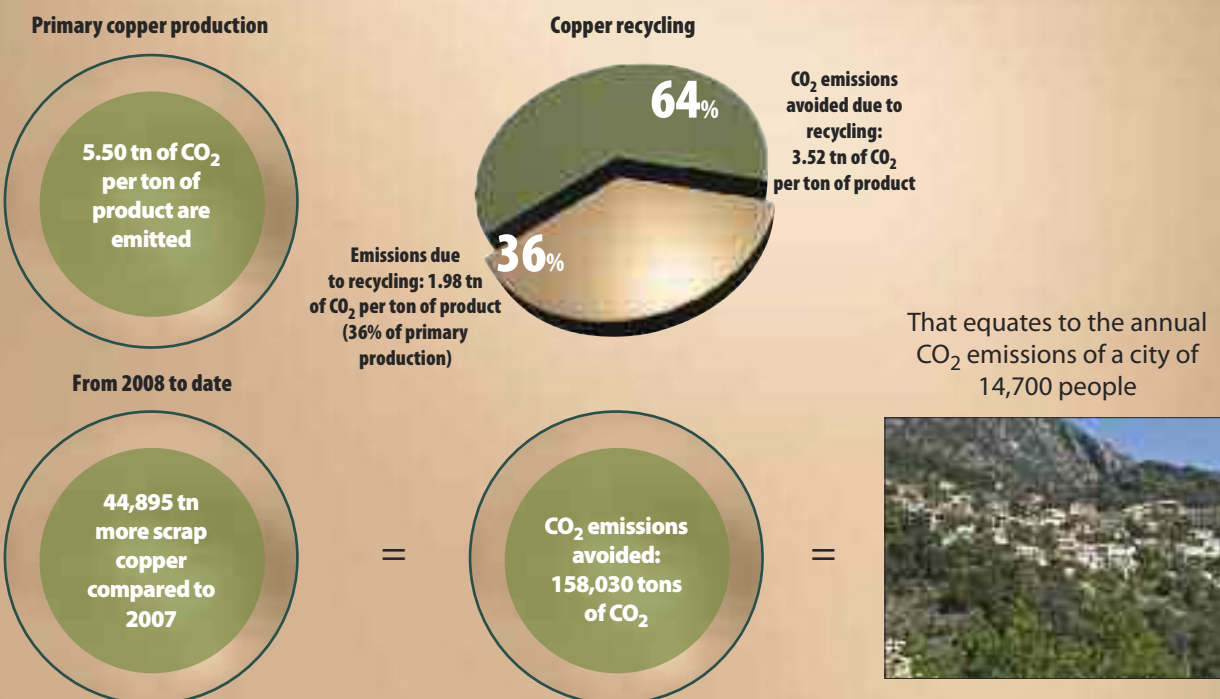 Primary copper production
5.50 tn of CO₂
per ton of
product are
emitted
Copper recycling
64%
CO₂ emissions
avoided due to
recycling:
3.52 tn of CO₂
per ton of product
36%
Emissions due
to recycling: 1.98 tn
of CO₂ per ton of product
(36% of primary
production)
From 2008 to date
44,895 tn
more scrap
copper
compared to
2007
=
CO₂ emissions
avoided:
158,030 tons
of CO₂
=
That equates to the annual
CO₂ emissions of a city of
14,700 people